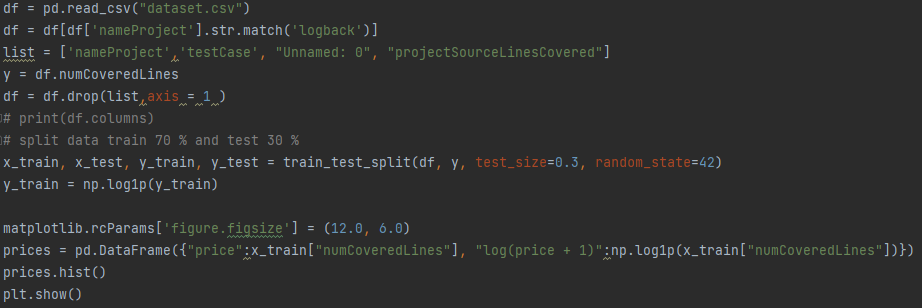 df = pd.read_csv("dataset.csv")
df = df[df['nameProject'].str.match('logback')]
list = ['nameProject','testCase', "Unnamed: 0", "projectSourceLinesCovered"]
y = df.numCoveredLines
df = df.drop(list,axis = 1 )
# print(df.columns)
# split data train 70 % and test 30 %
x_train, x_test, y_train, y_test = train_test_split(df, y, test_size=0.3, random_state=42)
y_train = np.log1p(y_train)
matplotlib.rcParams['figure.figsize'] = (12.0, 6.0)
prices = pd.DataFrame({"price":x_train["numCoveredLines"], "log(price + 1)":np.log1p(x_train["numCoveredLines"])})
prices.hist()
plt.show()